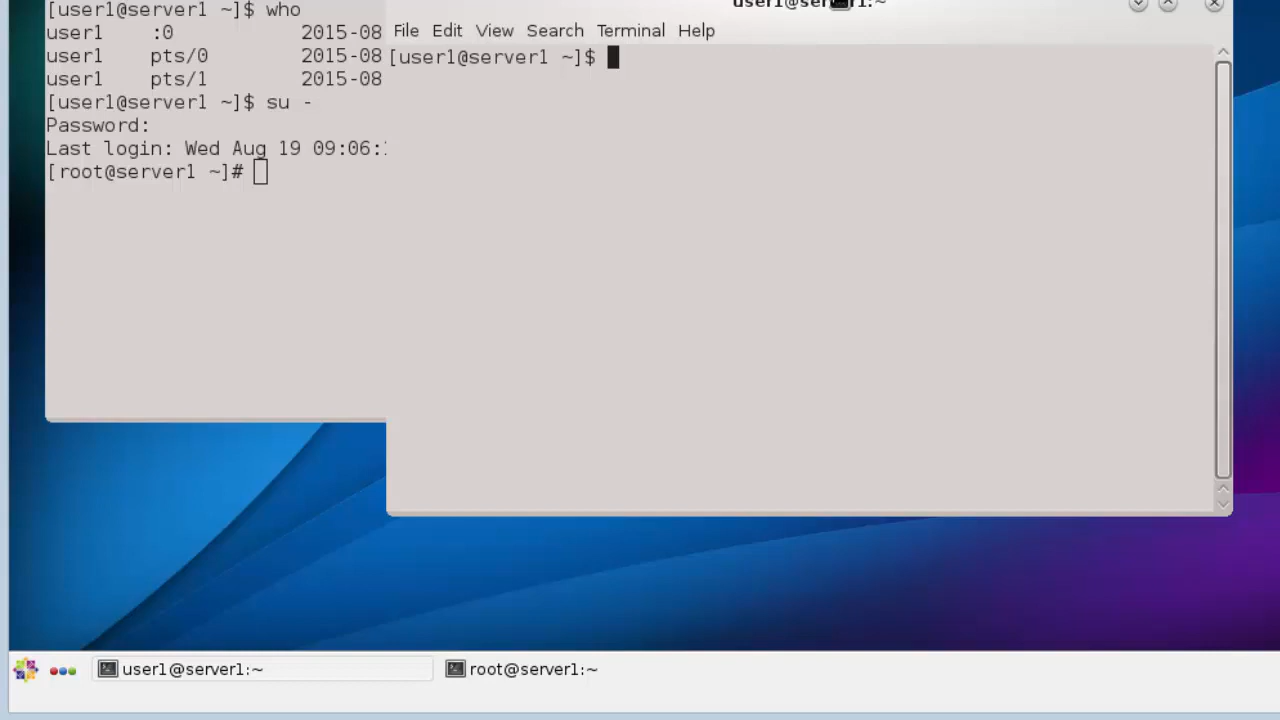 [user1@server1 ~]$ who
user1 :0 2015-08
user1 pts/0 2015-08
user1 pts/1 2015-08
[user1@server1 ~]$ su -
Password:
Last login: Wed Aug 19 09:06:
[root@server1 ~]#
user1@server1:~
File Edit View Search Terminal Help
[user1@server1 ~]$
user1@server1:~
root@server1:~